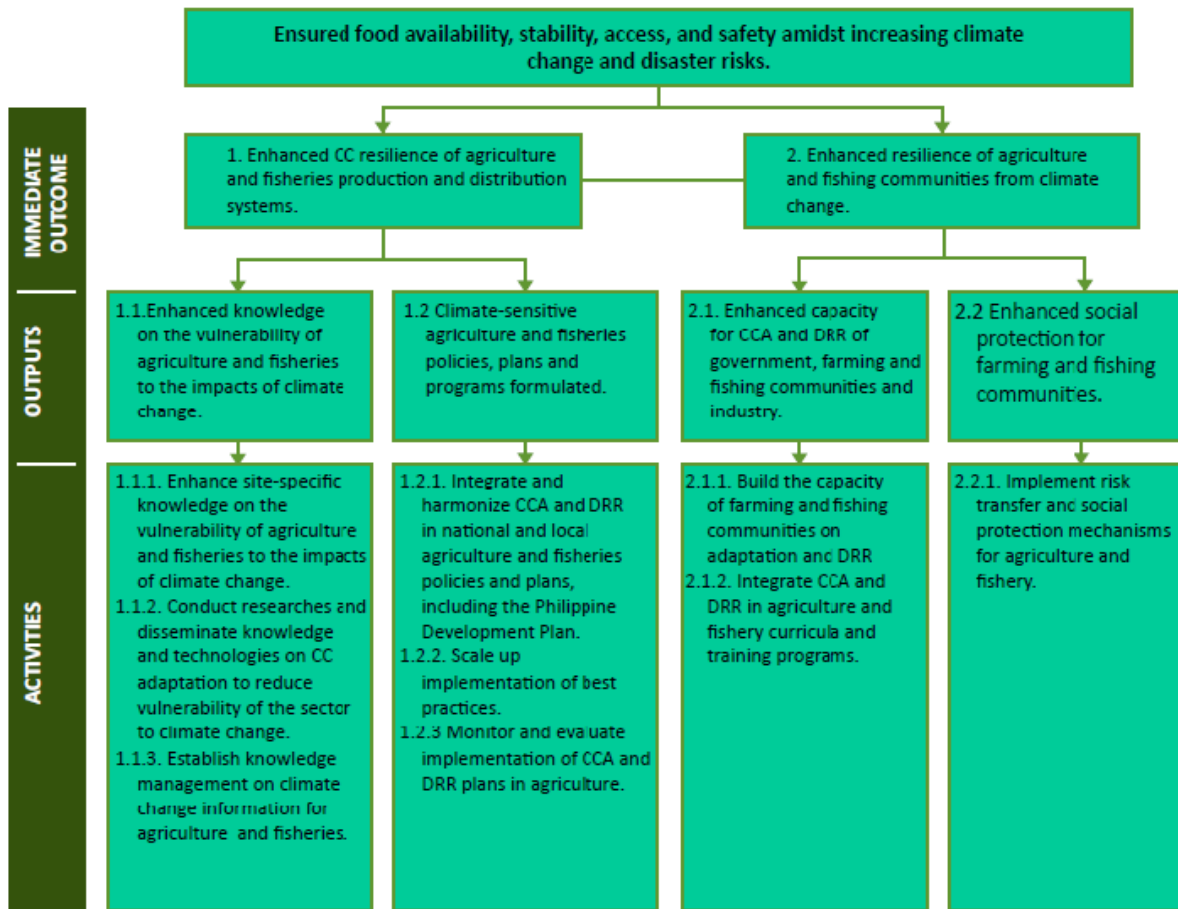 Ensured food availability, stability, access, and safety amidst increasing climate
change and disaster risks.
IMMEDIATE
OUTCOME
1. Enhanced CC resilience of agriculture
and fisheries production and distribution
systems.
2. Enhanced resilience of agriculture
and fishing communities from climate
change.
OUTPUTS
1.1.Enhanced knowledge
on the vulnerability of
agriculture and fisheries
to the impacts of climate
change.
1.2 Climate-sensitive
agriculture and fisheries
policies, plans and
programs formulated.
2.1. Enhanced capacity
for CCA and DRR of
government, farming and
fishing communities and
industry.
2.2 Enhanced social
protection for
farming and fishing
communities.
ACTIVITIES
1.1.1. Enhance site-specific
knowledge on the
vulnerability of agriculture
and fisheries to the impacts
of climate change.
1.1.2. Conduct researches and
disseminate knowledge
and technologies on CC
adaptation to reduce
vulnerability of the sector
to climate change.
1.1.3. Establish knowledge
management on climate
change information for
agriculture and fisheries.
1.2.1. Integrate and
harmonize CCA and DRR
in national and local
agriculture and fisheries
policies and plans,
including the Philippine
Development Plan.
1.2.2. Scale up
implementation of best
practices.
1.2.3 Monitor and evaluate
implementation of CCA and
DRR plans in agriculture.
2.1.1. Build the capacity
of farming and fishing
communities on
adaptation and DRR
2.1.2. Integrate CCA and
DRR in agriculture and
fishery curricula and
training programs.
2.2.1. Implement risk
transfer and social
protection mechanisms
for agriculture and
fishery.